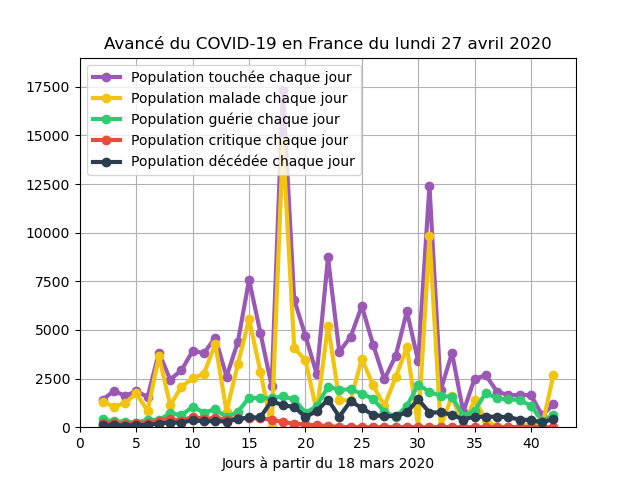 Avancé du COVID-19 en France du lundi 27 avril 2020
Population touchée chaque jour
Population malade chaque jour
Population guérie chaque jour
Population critique chaque jour
Population décédée chaque jour
17500
15000
12500
10000
7500
5000
2500
0
0 5 10 15 20 25 30 35 40
Jours à partir du 18 mars 2020